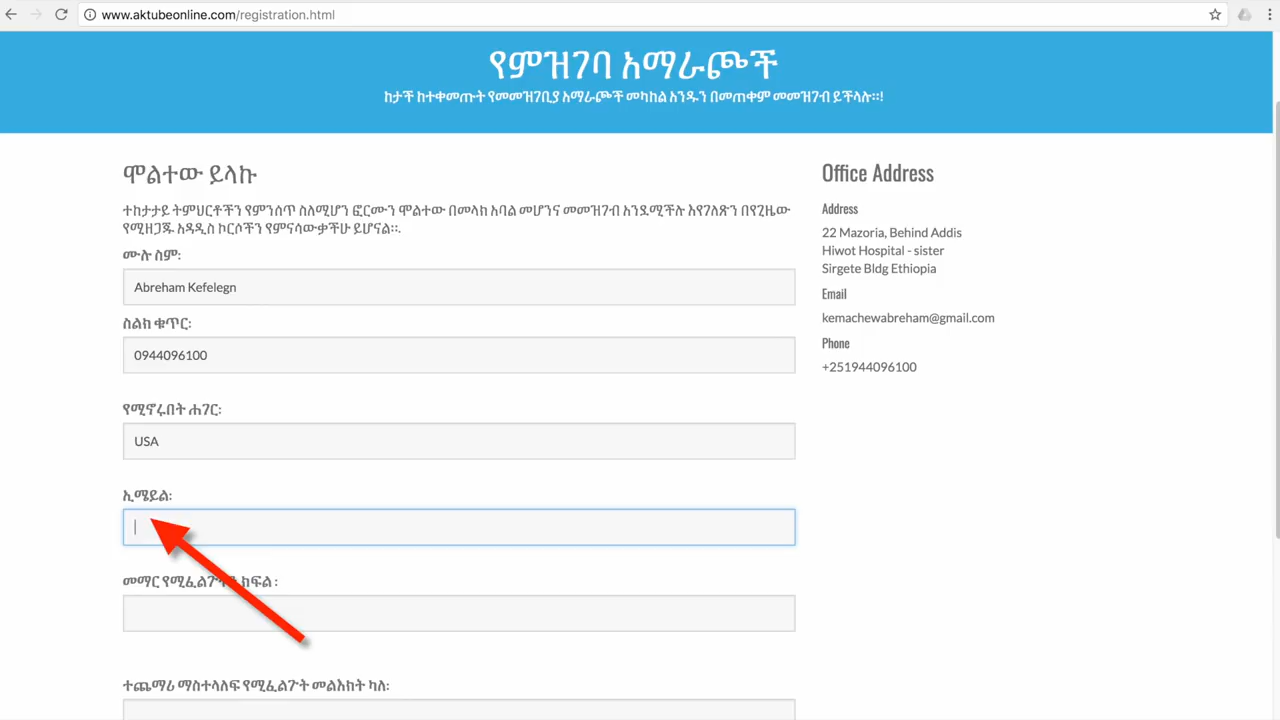 www.aktubeonline.com/registration.html
የምዝገባ አማራጮች
ከታች ከተቀመጡት የመመዝገቢያ አማራጮች መካከል አንዱን በመጠቀም መመዝገብ ይችላሉ።!
ሞልተው ይላኩ
ተከታታይ ትምህርቶችን የምንሰጥ ስለሚሆን ፎርሙን ሞልተው በመላክ አባል መሆንና መመዝገብ እንደሚችሉ እየገለጽን በየጊዜው
የሚዘጋጁ አዳዲስ ኮርሶችን የምናሳውቃችሁ ይሆናል።.
ሙሉ ስም:
Abreham Kefelegn
ስልክ ቁጥር:
0944096100
የሚኖሩበት ሐገር:
USA
ኢሜይል:
መማር ክፍል :
ተጨማሪ ማስተላለፍ የሚፈልጉት መልእክት ካለ:
Office Address
Address
22 Mazoria, Behind Addis
Hiwot Hospital - sister
Sirgete Bldg Ethiopia
Email
kemachewabreham@gmail.com
Phone
+251944096100